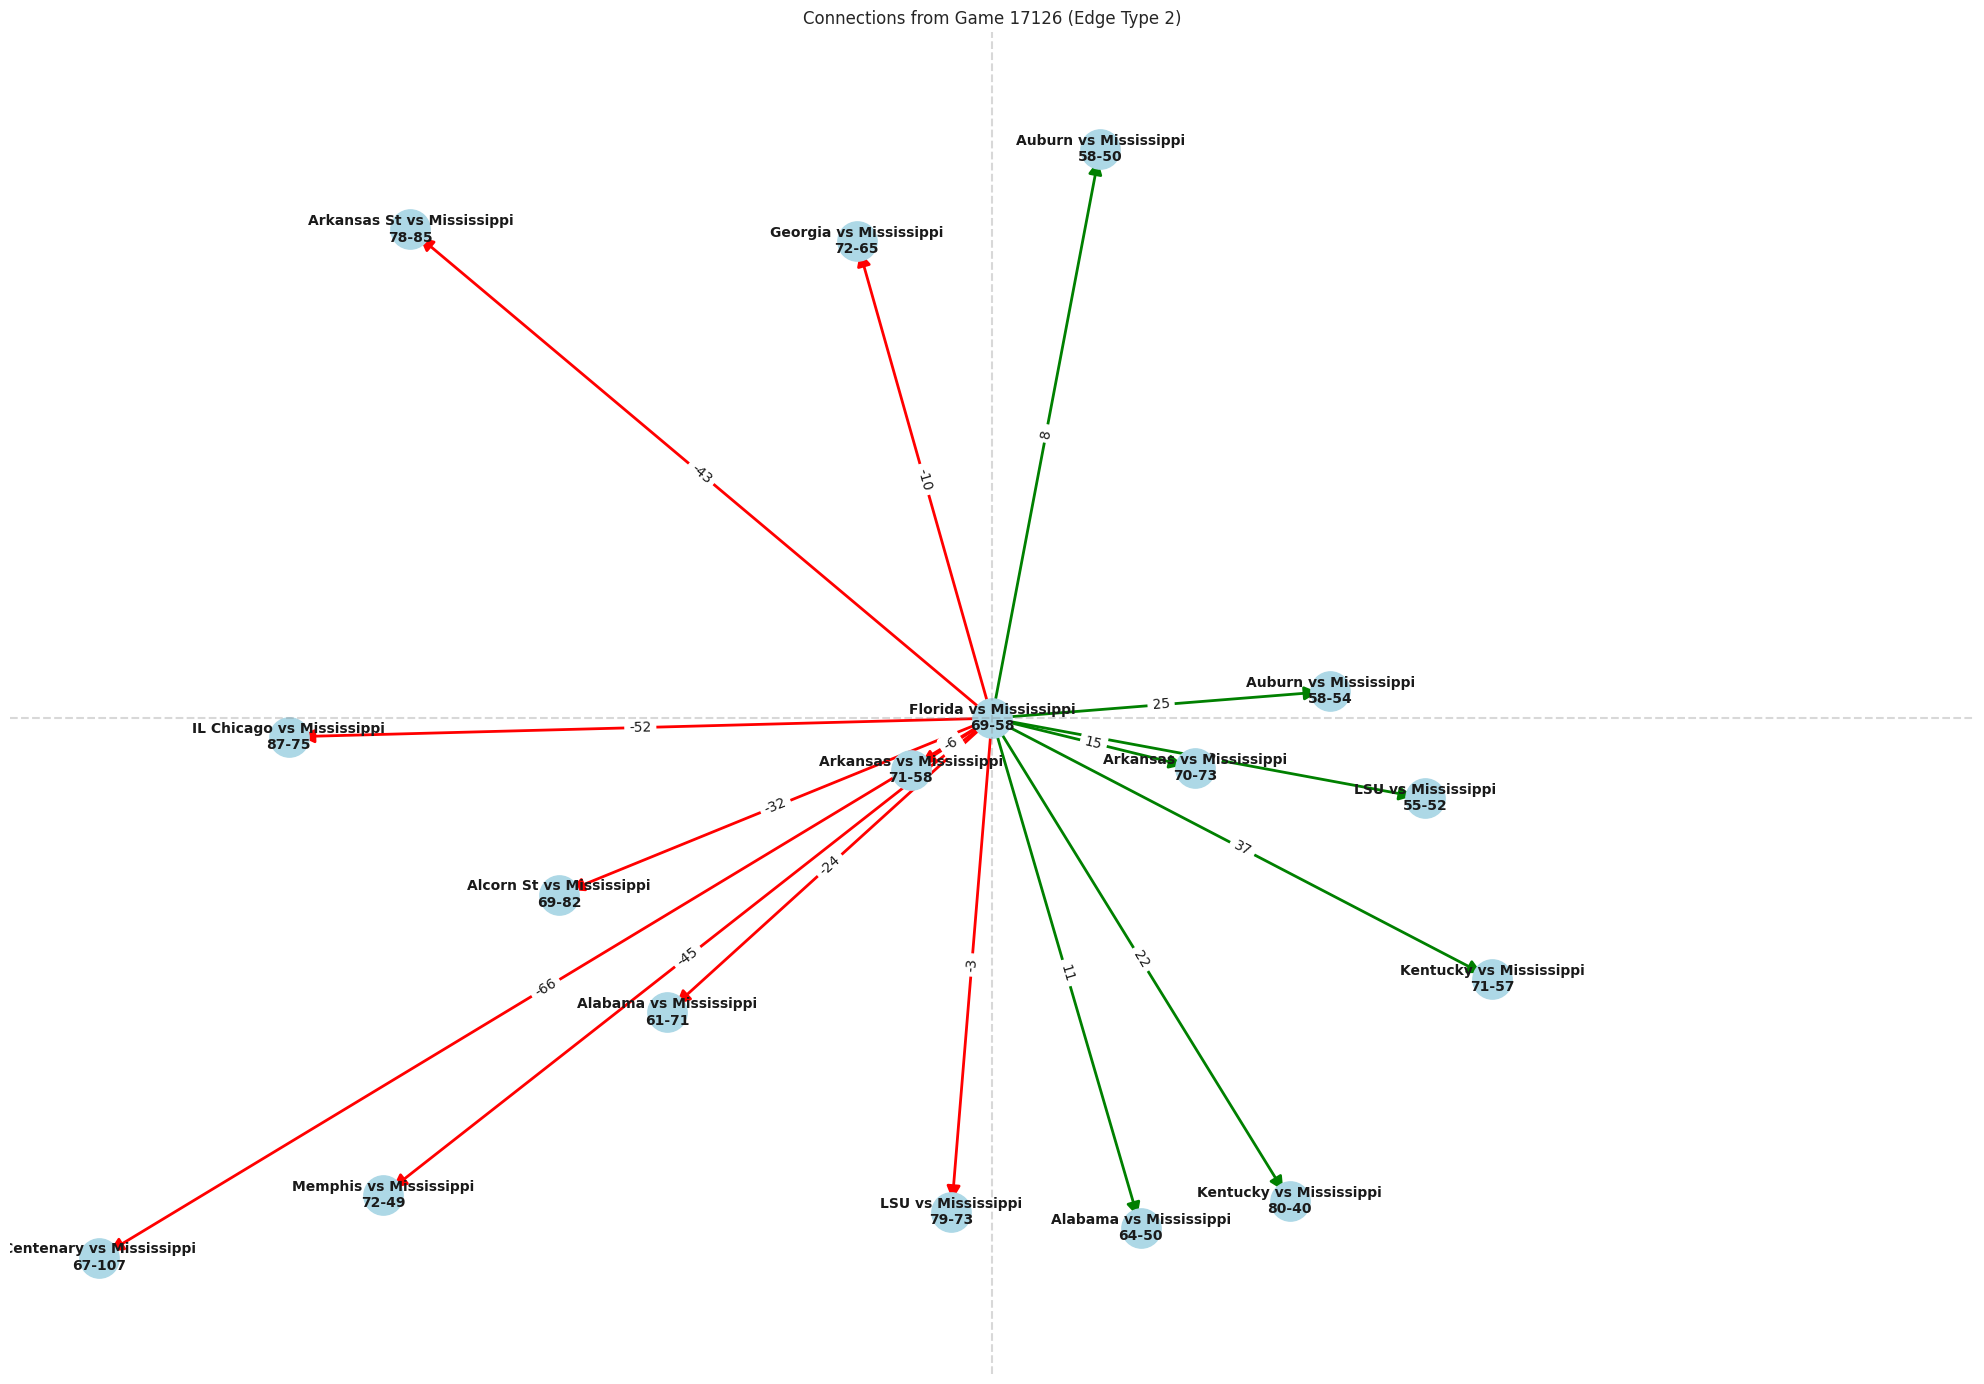 Connections from Game 17126 (Edge Type 2)
Auburn vs Mississippi
58-50
Arkansas St vs Mississippi
78-85
Georgia vs Mississippi
72-65
8
-43
-10
Auburn vs Mississippi
58-54
25
Florida vs Mississippi
69-58
IL Chicago vs Mississippi
87-75
-52
-6
15
Arkansas vs Mississippi
71-58
Arkansas vs Mississippi
70-73
LSU vs Mississippi
55-52
-32
37
-24
Alcorn St vs Mississippi
69-82
-45
-3
11
22
-66
Kentucky vs Mississippi
71-57
Alabama vs Mississippi
61-71
Memphis vs Mississippi
72-49
LSU vs Mississippi
79-73
Kentucky vs Mississippi
80-40
Alabama vs Mississippi
64-50
Centenary vs Mississippi
67-107